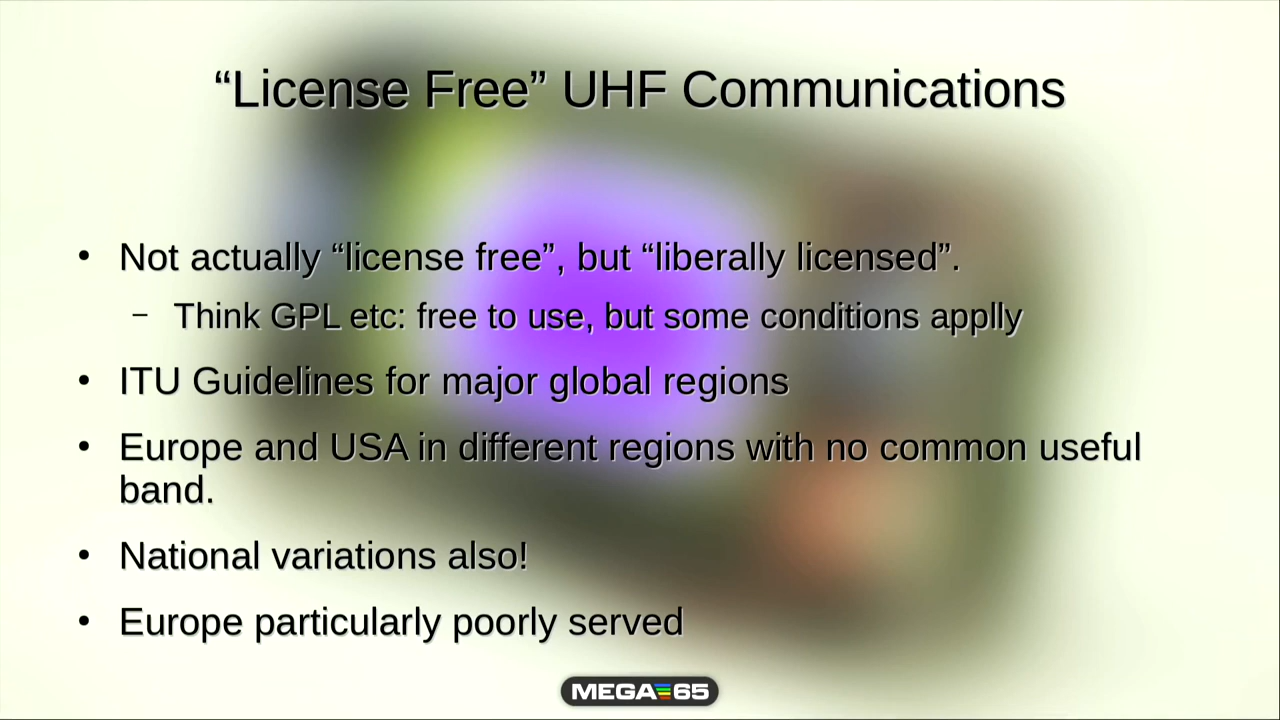 “License Free” UHF Communications
• Not actually “license free”, but “liberally licensed”.
– Think GPL etc: free to use, but some conditions applly
• ITU Guidelines for major global regions
• Europe and USA in different regions with no common useful
band.
• National variations also!
• Europe particularly poorly served
MEGA65